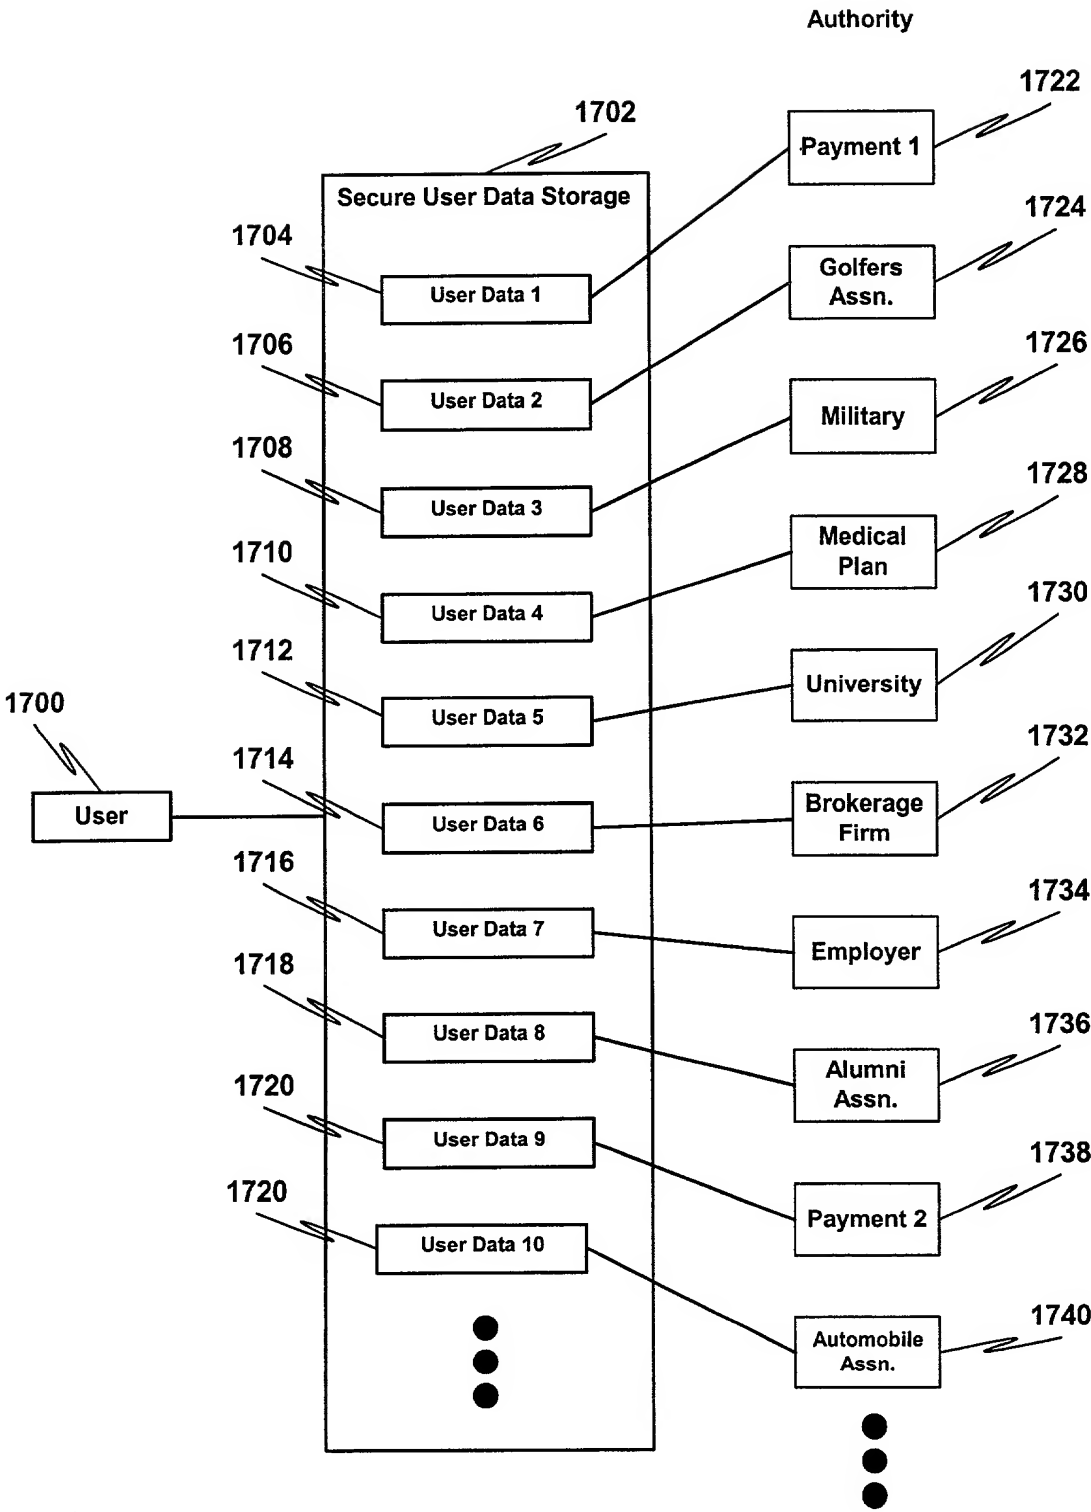 Authority
1722
1702
Payment 1
Secure User Data Storage
1724
1704
Golfers
Assn.
User Data 1
1706
1726
User Data 2
Military
1708
1728
User Data 3
Medical
Plan
1710
1730
User Data 4
1712
University
1700
User Data 5
1732
1714
Brokerage
Firm
User
User Data 6
1716
1734
User Data 7
Employer
1718
1736
User Data 8
Alumni
Assn.
1720
1738
User Data 9
1720
Payment 2
User Data 10
1740
Automobile
Assn.